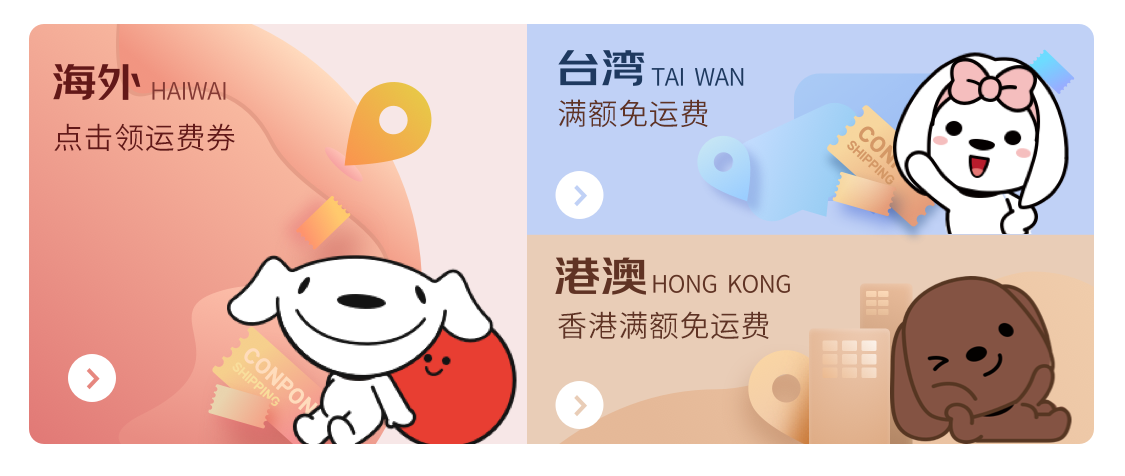 海外 HAIWAI
点击领运费券
CONPON
SHIPPING
台湾 TAI WAN
满额免运费
CONP
SHIPPING
港澳 HONG KONG
香港满额免运费